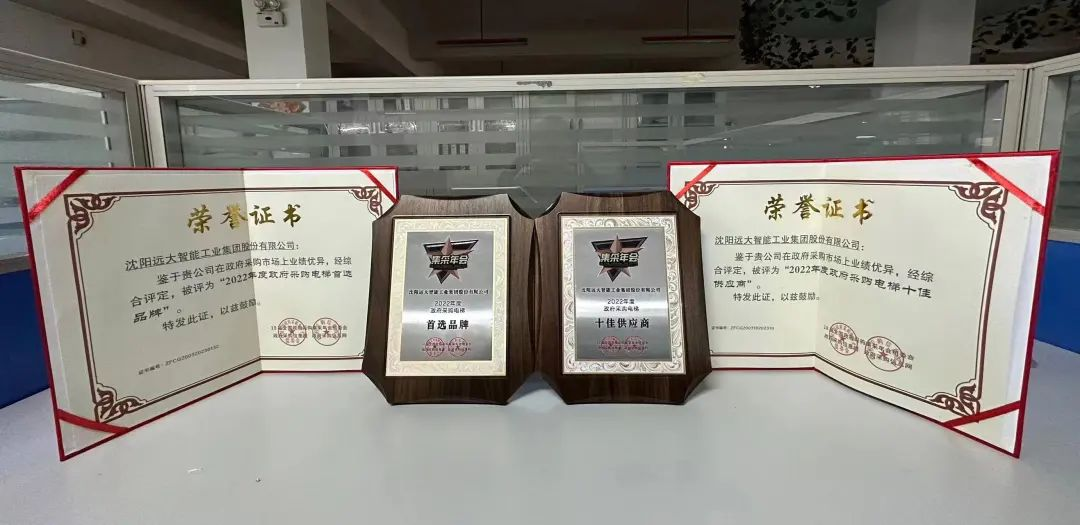 荣誉证书
沈阳远大智能工业集团股份有限公司：
鉴于贵公司在政府采购市场上业绩优异，经综
合评定，被评为“2022年度政府采购电梯首选
品牌”。
特发此证，以兹鼓励。
集采年会
沈阳远大智能工业集团股份有限公司
2022年度
政府采购电梯
首选品牌
集采年会
沈阳远大智能工业集团股份有限公司
2022年度
政府采购电梯
十佳供应商
荣誉证书
沈阳远大智能工业集团股份有限公司：
鉴于贵公司在政府采购市场上业绩优异，经综
合评定，被评为“2022年度政府采购电梯十佳
供应商”。
特发此证，以兹鼓励。